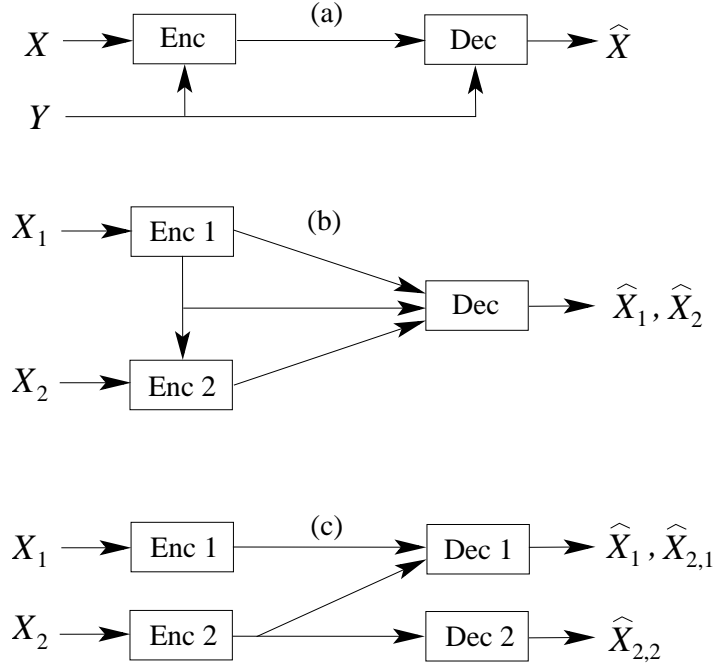 (a)
X Enc Dec X̂
Y
(b)
X₁ Enc 1
Dec X̂₁, X̂₂
X₂ Enc 2
(c)
X₁ Enc 1 Dec 1 X̂₁, X̂₂,₁
X₂ Enc 2 Dec 2 X̂₂,₂